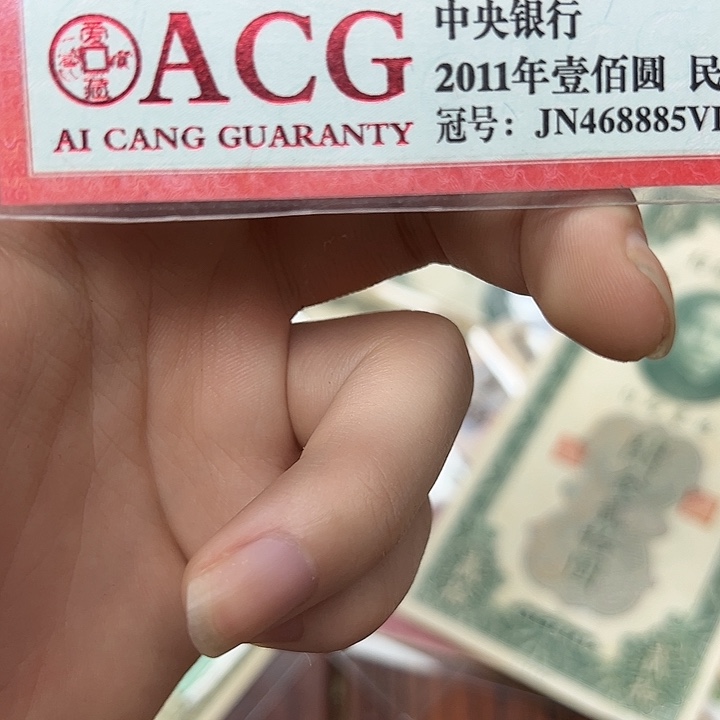 ACG
AI CANG GUARANTY
中央银行
2011年壹佰圆 民
冠号：JN468885V